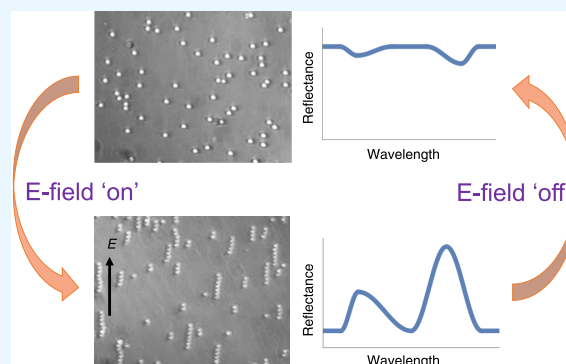 Reflectance
Wavelength
E-field 'on'
E-field 'off'
E
Reflectance
Wavelength